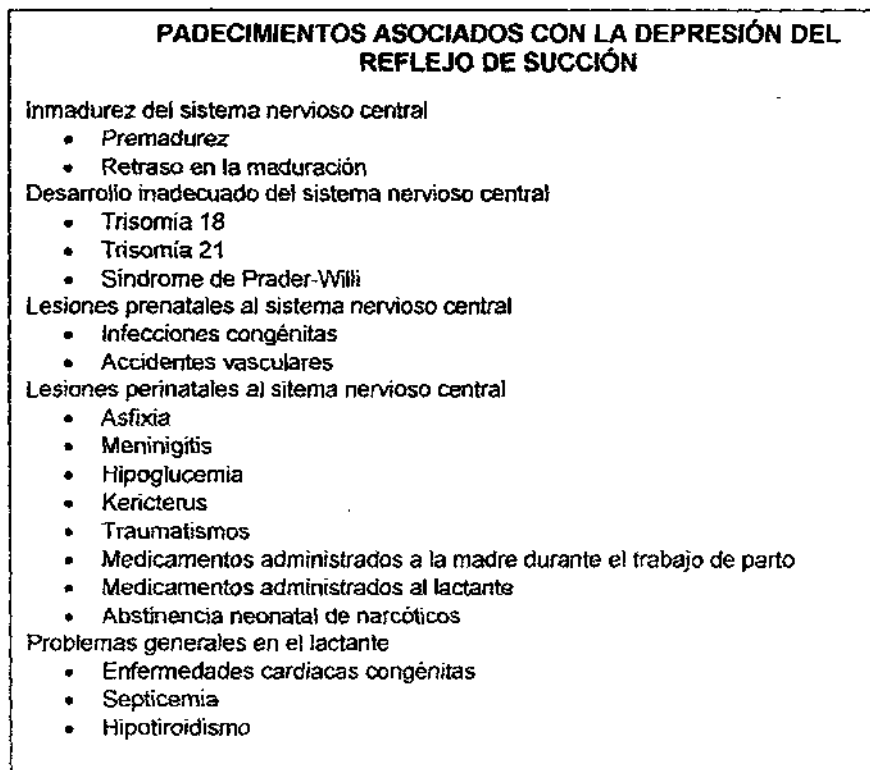 PADECIMIENTOS ASOCIADOS CON LA DEPRESIÓN DEL
REFLEJO DE SUCCIÓN
Inmadurez del sistema nervioso central
• Premadurez
• Retraso en la maduración
Desarrollo inadecuado del sistema nervioso central
• Trisomía 18
• Trisomía 21
• Síndrome de Prader-Willi
Lesiones prenatales al sistema nervioso central
• Infecciones congénitas
• Accidentes vasculares
Lesiones perinatales al sitema nervioso central
• Asfixia
• Meninigitis
• Hipoglucemia
• Kericterus
• Traumatismos
• Medicamentos administrados a la madre durante el trabajo de parto
• Medicamentos administrados al lactante
• Abstinencia neonatal de narcóticos
Problemas generales en el lactante
• Enfermedades cardiacas congénitas
• Septicemia
• Hipotiroidismo